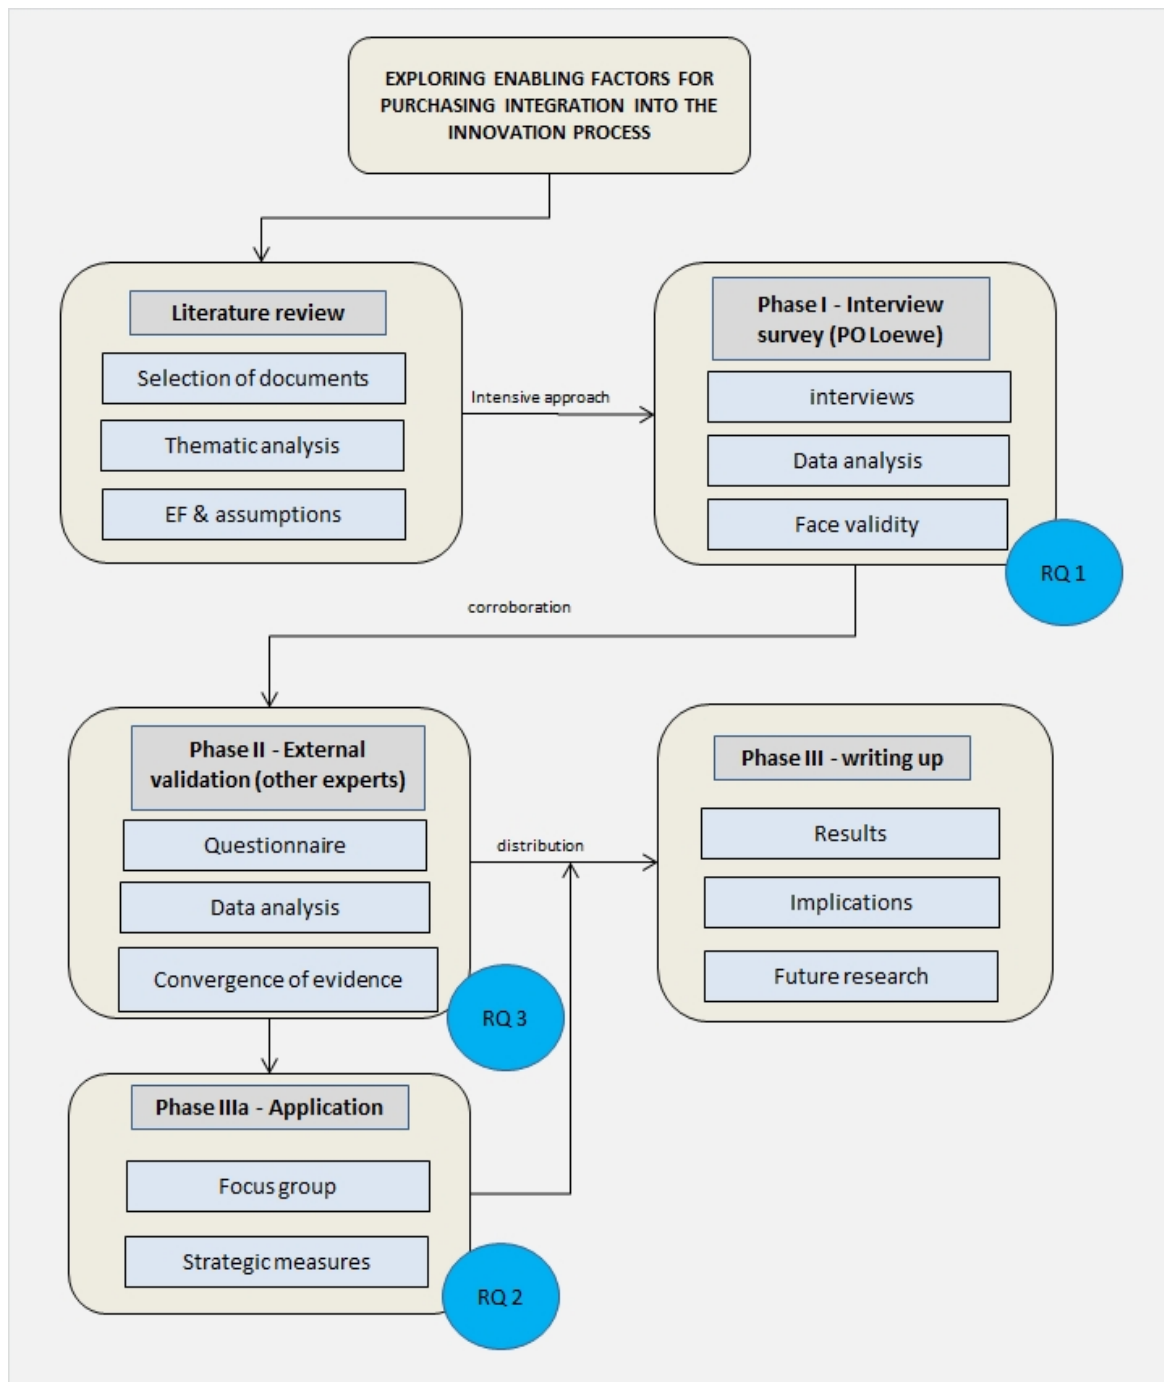 EXPLORING ENABLING FACTORS FOR
PURCHASING INTEGRATION INTO THE
INNOVATION PROCESS
Literature review
Selection of documents
Thematic analysis
EF & assumptions
Intensive approach
Phase I - Interview
survey (PO Loewe)
interviews
Data analysis
Face validity
RQ 1
corroboration
Phase II - External
validation (other experts)
Questionnaire
Data analysis
Convergence of evidence
RQ 3
distribution
Phase III - writing up
Results
Implications
Future research
Phase IIIa - Application
Focus group
Strategic measures
RQ 2